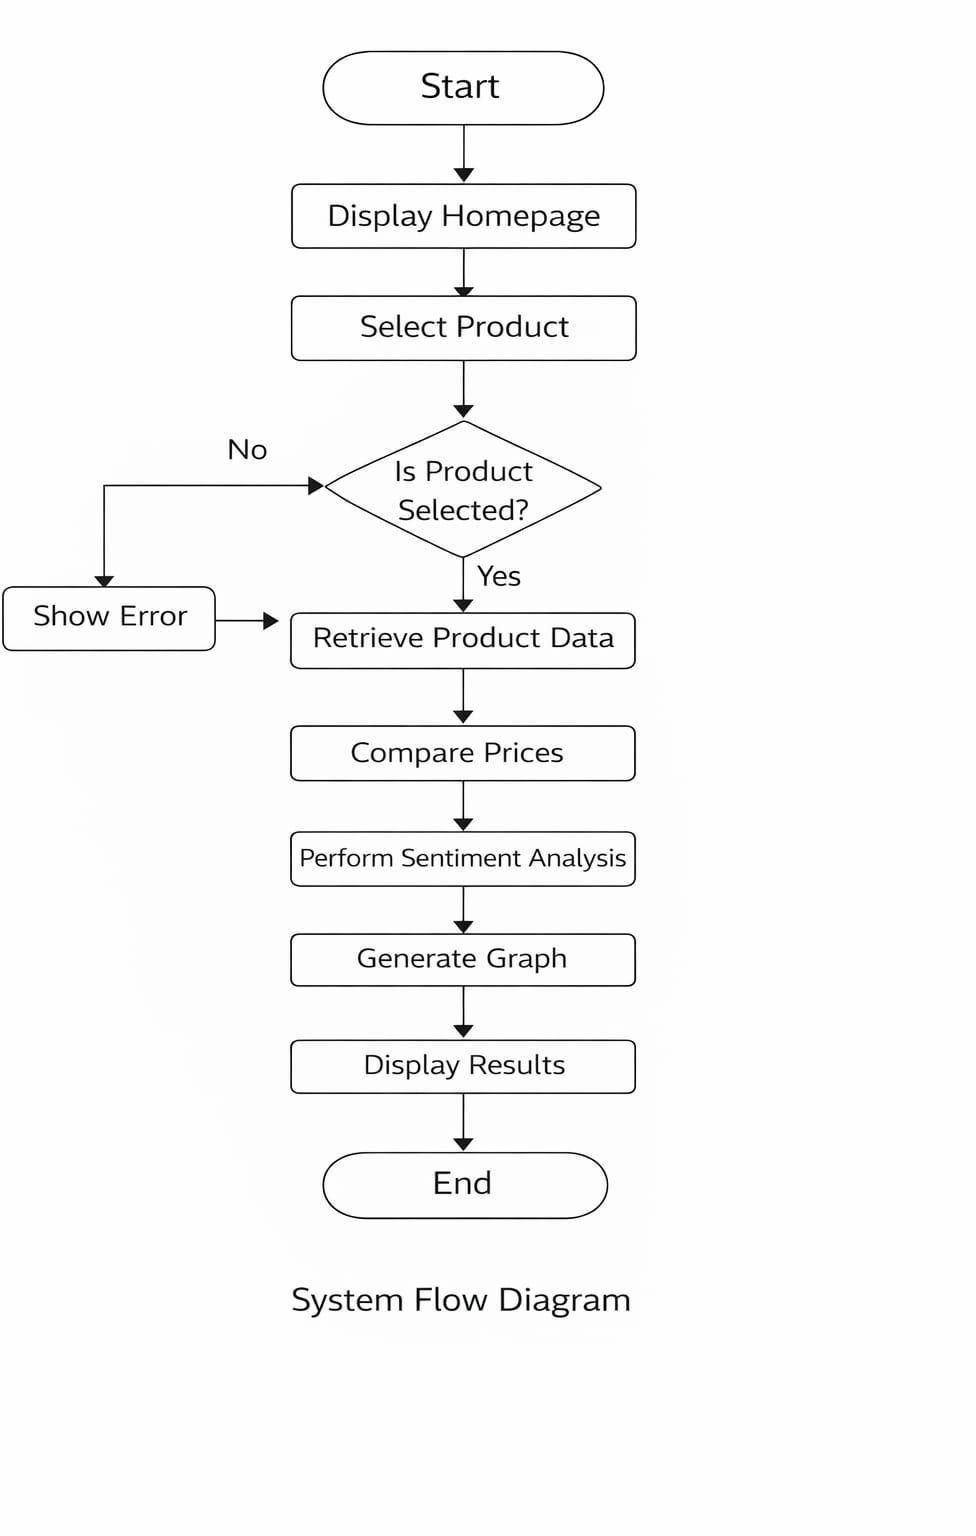 Start
Display Homepage
Select Product
No
Is Product
Selected?
Yes
Show Error
Retrieve Product Data
Compare Prices
Perform Sentiment Analysis
Generate Graph
Display Results
End
System Flow Diagram